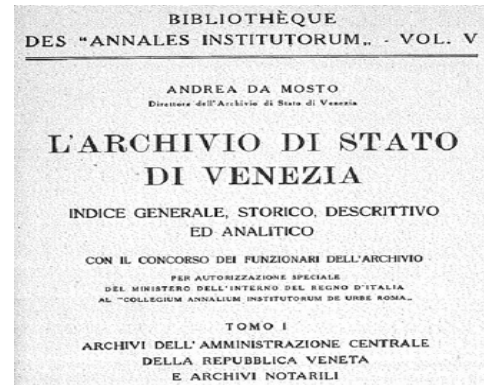 BIBLIOTHÈQUE
DES "ANNALES INSTITUTORUM„ - VOL. V
ANDREA DA MOSTO
Direttore dell'Archivio di Stato di Venezia
L'ARCHIVIO DI STATO
DI VENEZIA
INDICE GENERALE, STORICO, DESCRITTIVO
ED ANALITICO
CON IL CONCORSO DEI FUNZIONARI DELL'ARCHIVIO
PER AUTORIZZAZIONE SPECIALE
DEL MINISTERO DELL'INTERNO DEL REGNO D'ITALIA
AL "COLLEGIUM ANNALIUM INSTITUTORUM DE URBE ROMA„
TOMO I
ARCHIVI DELL'AMMINISTRAZIONE CENTRALE
DELLA REPUBBLICA VENETA
E ARCHIVI NOTARILI